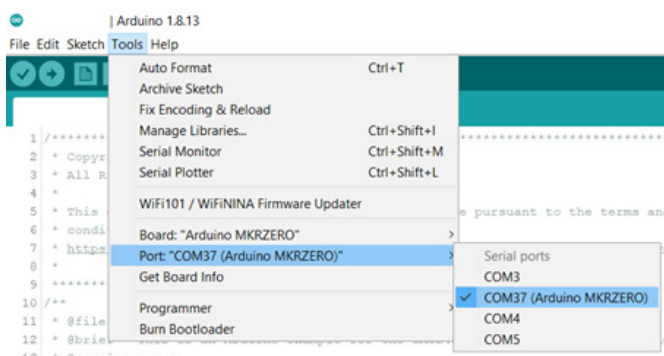 | Arduino 1.8.13
File Edit Sketch Tools Help
Auto Format Ctrl+T
Archive Sketch
Fix Encoding & Reload
Manage Libraries... Ctrl+Shift+I
Serial Monitor Ctrl+Shift+M
Serial Plotter Ctrl+Shift+L
WiFi101 / WiFiNINA Firmware Updater
Board: "Arduino MKRZERO"
Port: "COM37 (Arduino MKRZERO)"
Get Board Info
Programmer
Burn Bootloader
Serial ports
COM3
COM37 (Arduino MKRZERO)
COM4
COM5
1 /*******
2 * Copyr
3 * All R
4 *
5 * This e pursuant to the terms an
6 * condi
7 * https
8 *
9 *******
10 /**
11 * @file
12 * @brie